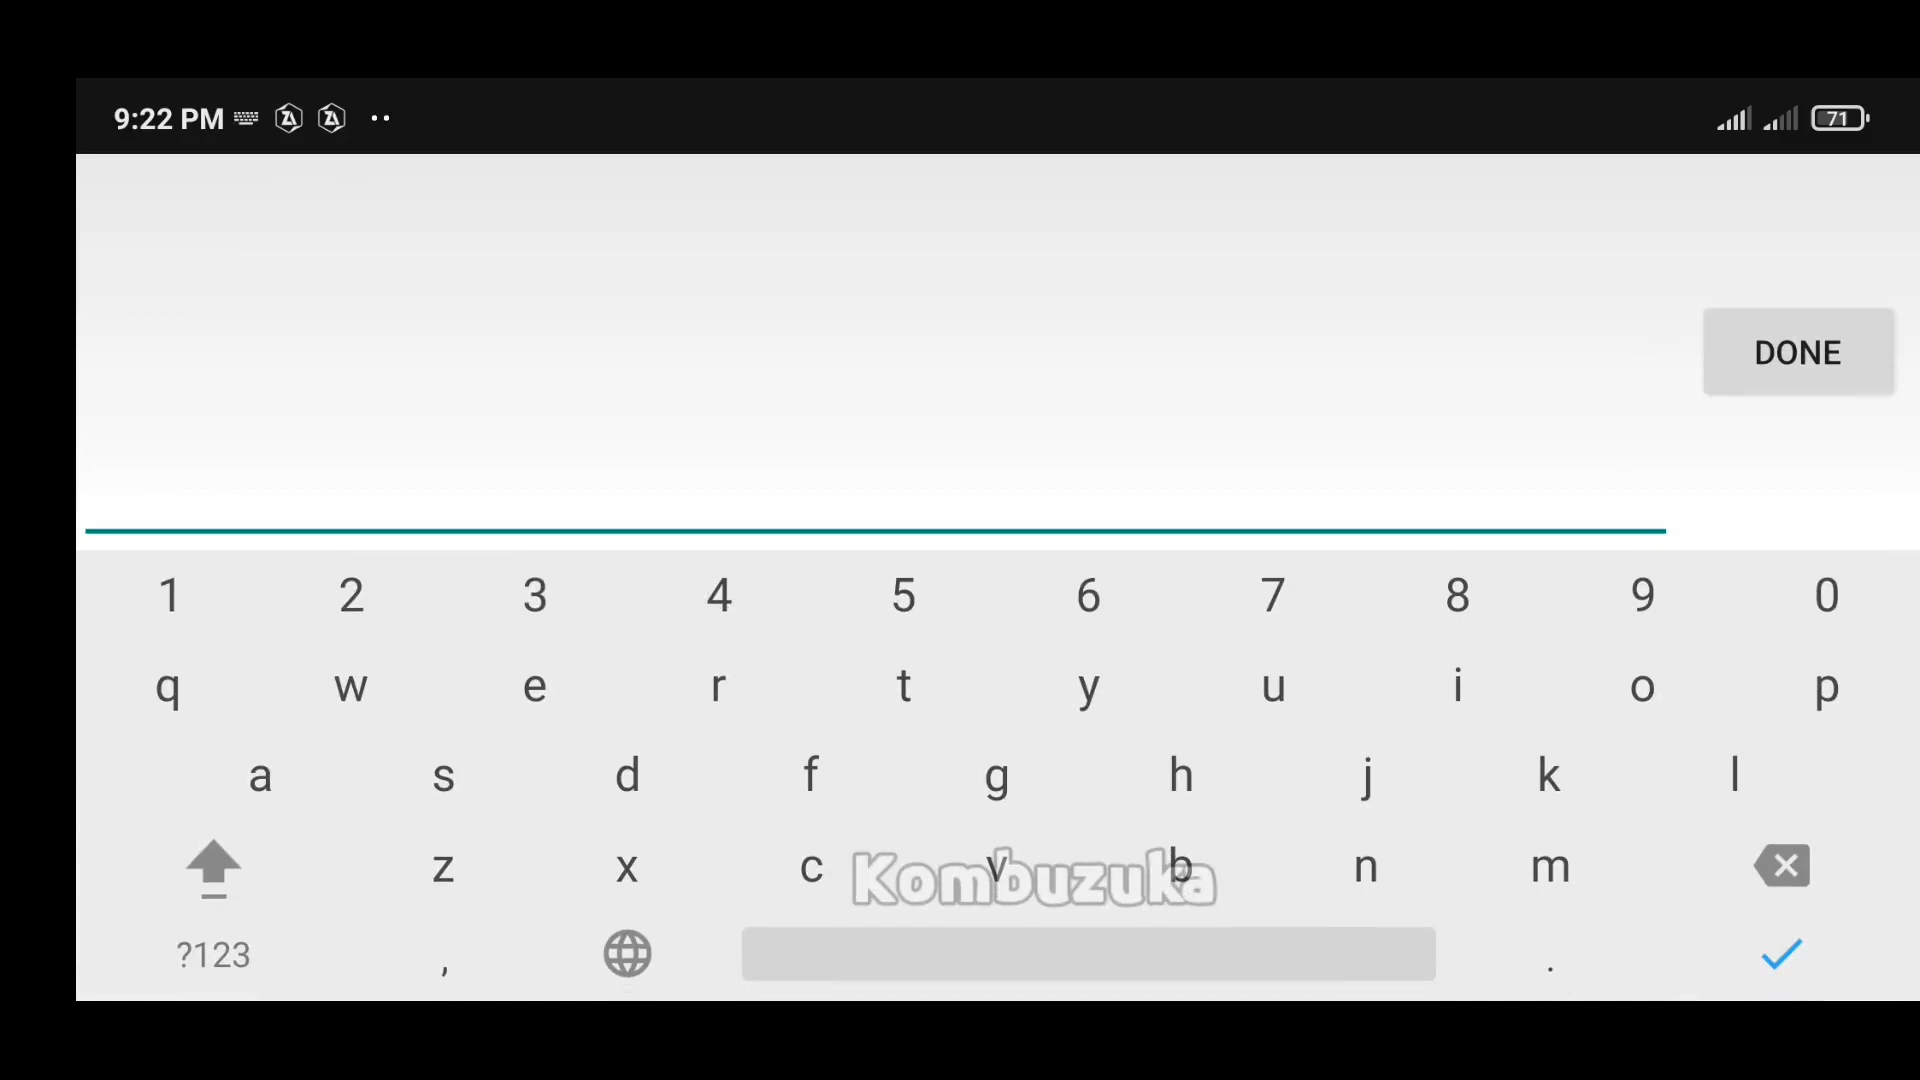 9:22 PM 71
DONE
1 2 3 4 5 6 7 8 9 0
q w e r t y u i o p
a s d f g h j k l
z x c v b n m
Kombuzuka
?123 , .